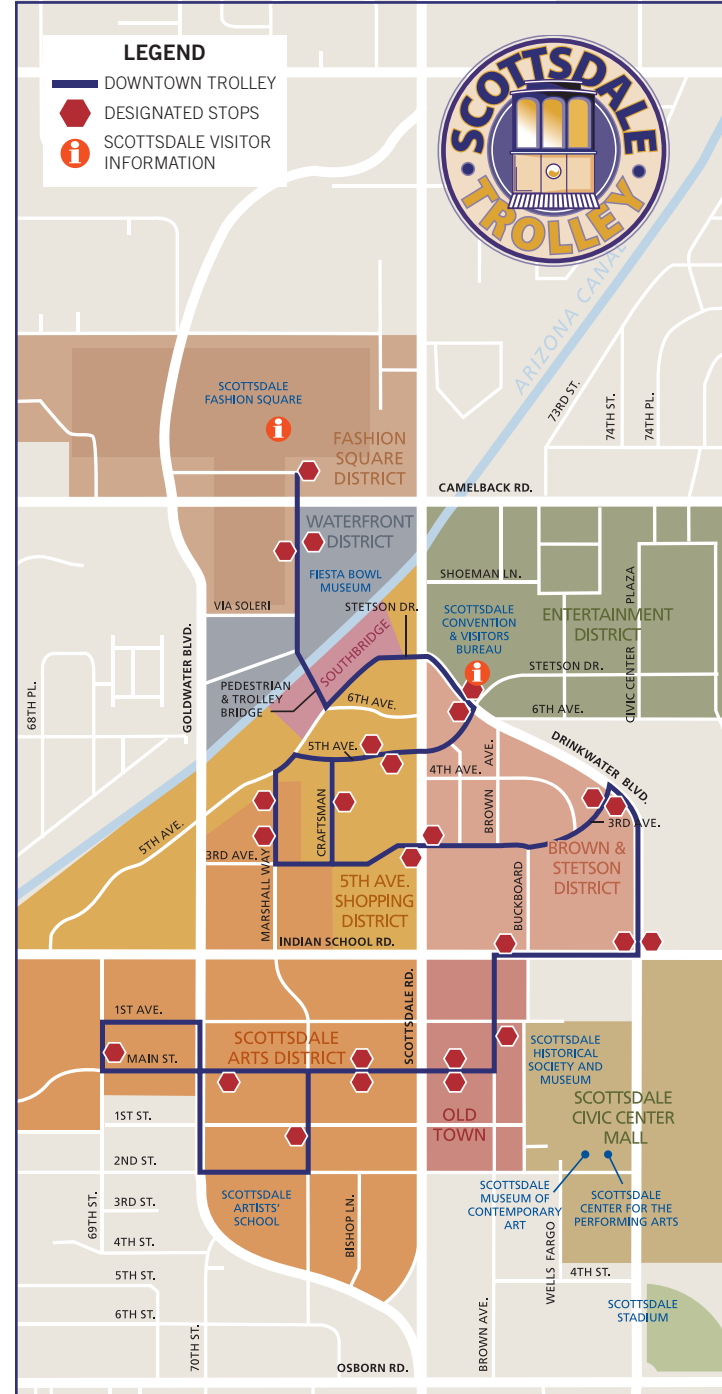 LEGEND
DOWNTOWN TROLLEY
DESIGNATED STOPS
SCOTTSDALE VISITOR
INFORMATION
i
SCOTTSDALE
TROLLEY
ARIZONA CANAL
73RD ST.
74TH ST.
74TH PL.
SCOTTSDALE
FASHION SQUARE
i
FASHION
SQUARE
DISTRICT
CAMELBACK RD.
WATERFRONT
DISTRICT
FIESTA BOWL
MUSEUM
SHOEMAN LN.
VIA SOLERI
STETSON DR.
SCOTTSDALE
CONVENTION
& VISITORS
BUREAU
i
ENTERTAINMENT
DISTRICT
CIVIC CENTER PLAZA
STETSON DR.
6TH AVE.
SOUTHBRIDGE
PEDESTRIAN
& TROLLEY
BRIDGE
6TH AVE.
68TH PL.
GOLDWATER BLVD.
5TH AVE.
4TH AVE.
BROWN AVE.
DRINKWATER BLVD.
5TH AVE.
CRAFTSMAN
3RD AVE.
3RD AVE.
MARSHALL WAY
5TH AVE.
SHOPPING
DISTRICT
BROWN &
STETSON
DISTRICT
BUCKBOARD
INDIAN SCHOOL RD.
SCOTTSDALE RD.
1ST AVE.
MAIN ST.
SCOTTSDALE
ARTS DISTRICT
SCOTTSDALE
HISTORICAL
SOCIETY AND
MUSEUM
1ST ST.
OLD
TOWN
SCOTTSDALE
CIVIC CENTER
MALL
2ND ST.
SCOTTSDALE
ARTISTS'
SCHOOL
SCOTTSDALE
MUSEUM OF
CONTEMPORARY
ART
SCOTTSDALE
CENTER FOR THE
PERFORMING ARTS
69TH ST.
3RD ST.
4TH ST.
BISHOP LN.
WELLS FARGO
5TH ST.
4TH ST.
6TH ST.
70TH ST.
BROWN AVE.
SCOTTSDALE
STADIUM
OSBORN RD.